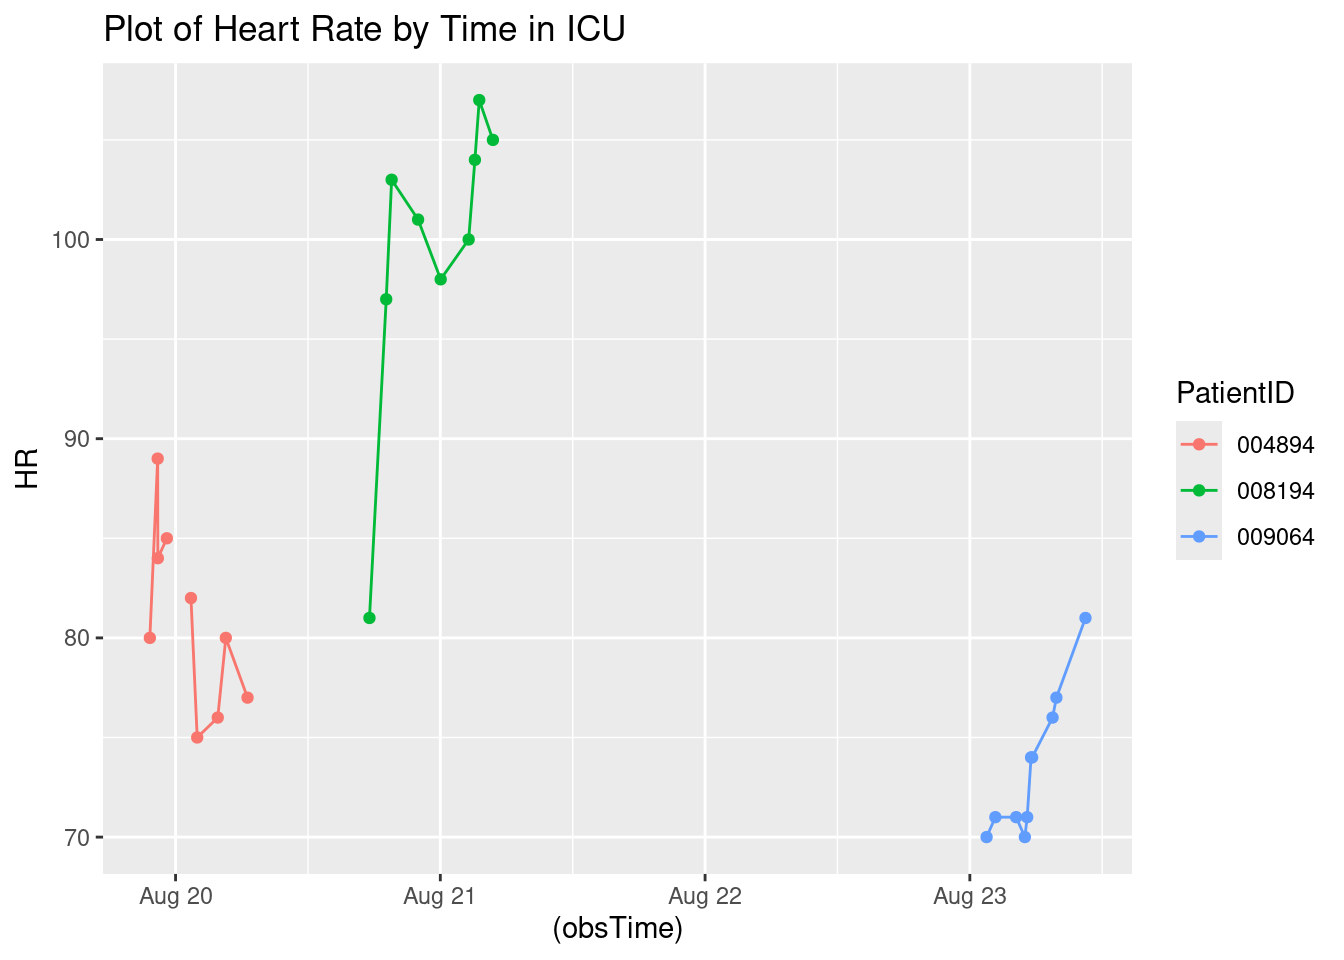 Plot of Heart Rate by Time in ICU
HR
100
90
80
70
Aug 20
Aug 21
Aug 22
Aug 23
(obsTime)
PatientID
004894
008194
009064